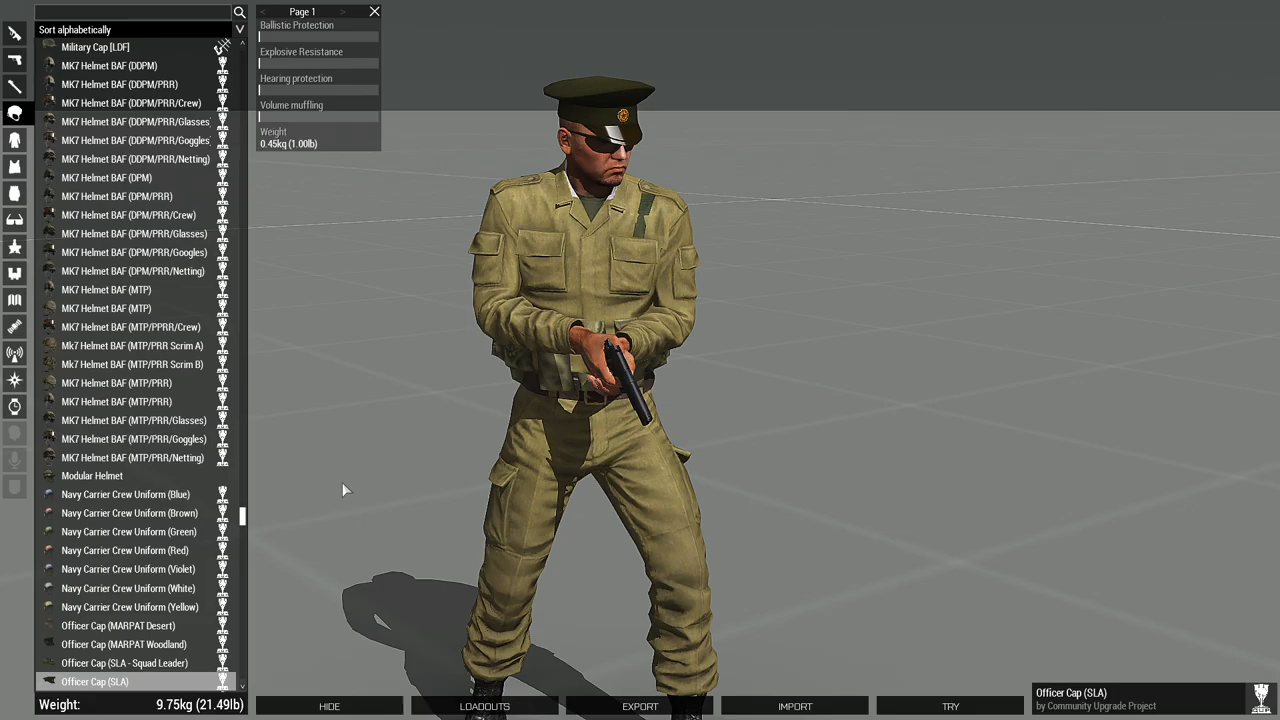 Sort alphabetically
Military Cap [LDF]
MK7 Helmet BAF (DDPM)
MK7 Helmet BAF (DDPM/PRR)
MK7 Helmet BAF (DDPM/PRR/Crew)
MK7 Helmet BAF (DDPM/PRR/Glasses
MK7 Helmet BAF (DDPM/PRR/Goggles
MK7 Helmet BAF (DDPM/PRR/Netting)
MK7 Helmet BAF (DPM)
MK7 Helmet BAF (DPM/PRR)
MK7 Helmet BAF (DPM/PRR/Crew)
MK7 Helmet BAF (DPM/PRR/Glasses)
MK7 Helmet BAF (DPM/PRR/Googles)
MK7 Helmet BAF (DPM/PRR/Netting)
MK7 Helmet BAF (MTP)
MK7 Helmet BAF (MTP)
MK7 Helmet BAF (MTP/PPRR/Crew)
Mk7 Helmet BAF (MTP/PRR Scrim A)
MK7 Helmet BAF (MTP/PRR Scrim B)
MK7 Helmet BAF (MTP/PRR)
MK7 Helmet BAF (MTP/PRR)
MK7 Helmet BAF (MTP/PRR/Glasses)
MK7 Helmet BAF (MTP/PRR/Goggles)
MK7 Helmet BAF (MTP/PRR/Netting)
Modular Helmet
Navy Carrier Crew Uniform (Blue)
Navy Carrier Crew Uniform (Brown)
Navy Carrier Crew Uniform (Green)
Navy Carrier Crew Uniform (Red)
Navy Carrier Crew Uniform (Violet)
Navy Carrier Crew Uniform (White)
Navy Carrier Crew Uniform (Yellow)
Officer Cap (MARPAT Desert)
Officer Cap (MARPAT Woodland)
Officer Cap (SLA - Squad Leader)
Officer Cap (SLA)
Weight: 9.75kg (21.49lb)
< Page 1 >
Ballistic Protection
Explosive Resistance
Hearing protection
Volume muffling
Weight
0.45kg (1.00lb)
HIDE
LOADOUTS
EXPORT
IMPORT
TRY
Officer Cap (SLA)
by Community Upgrade Project